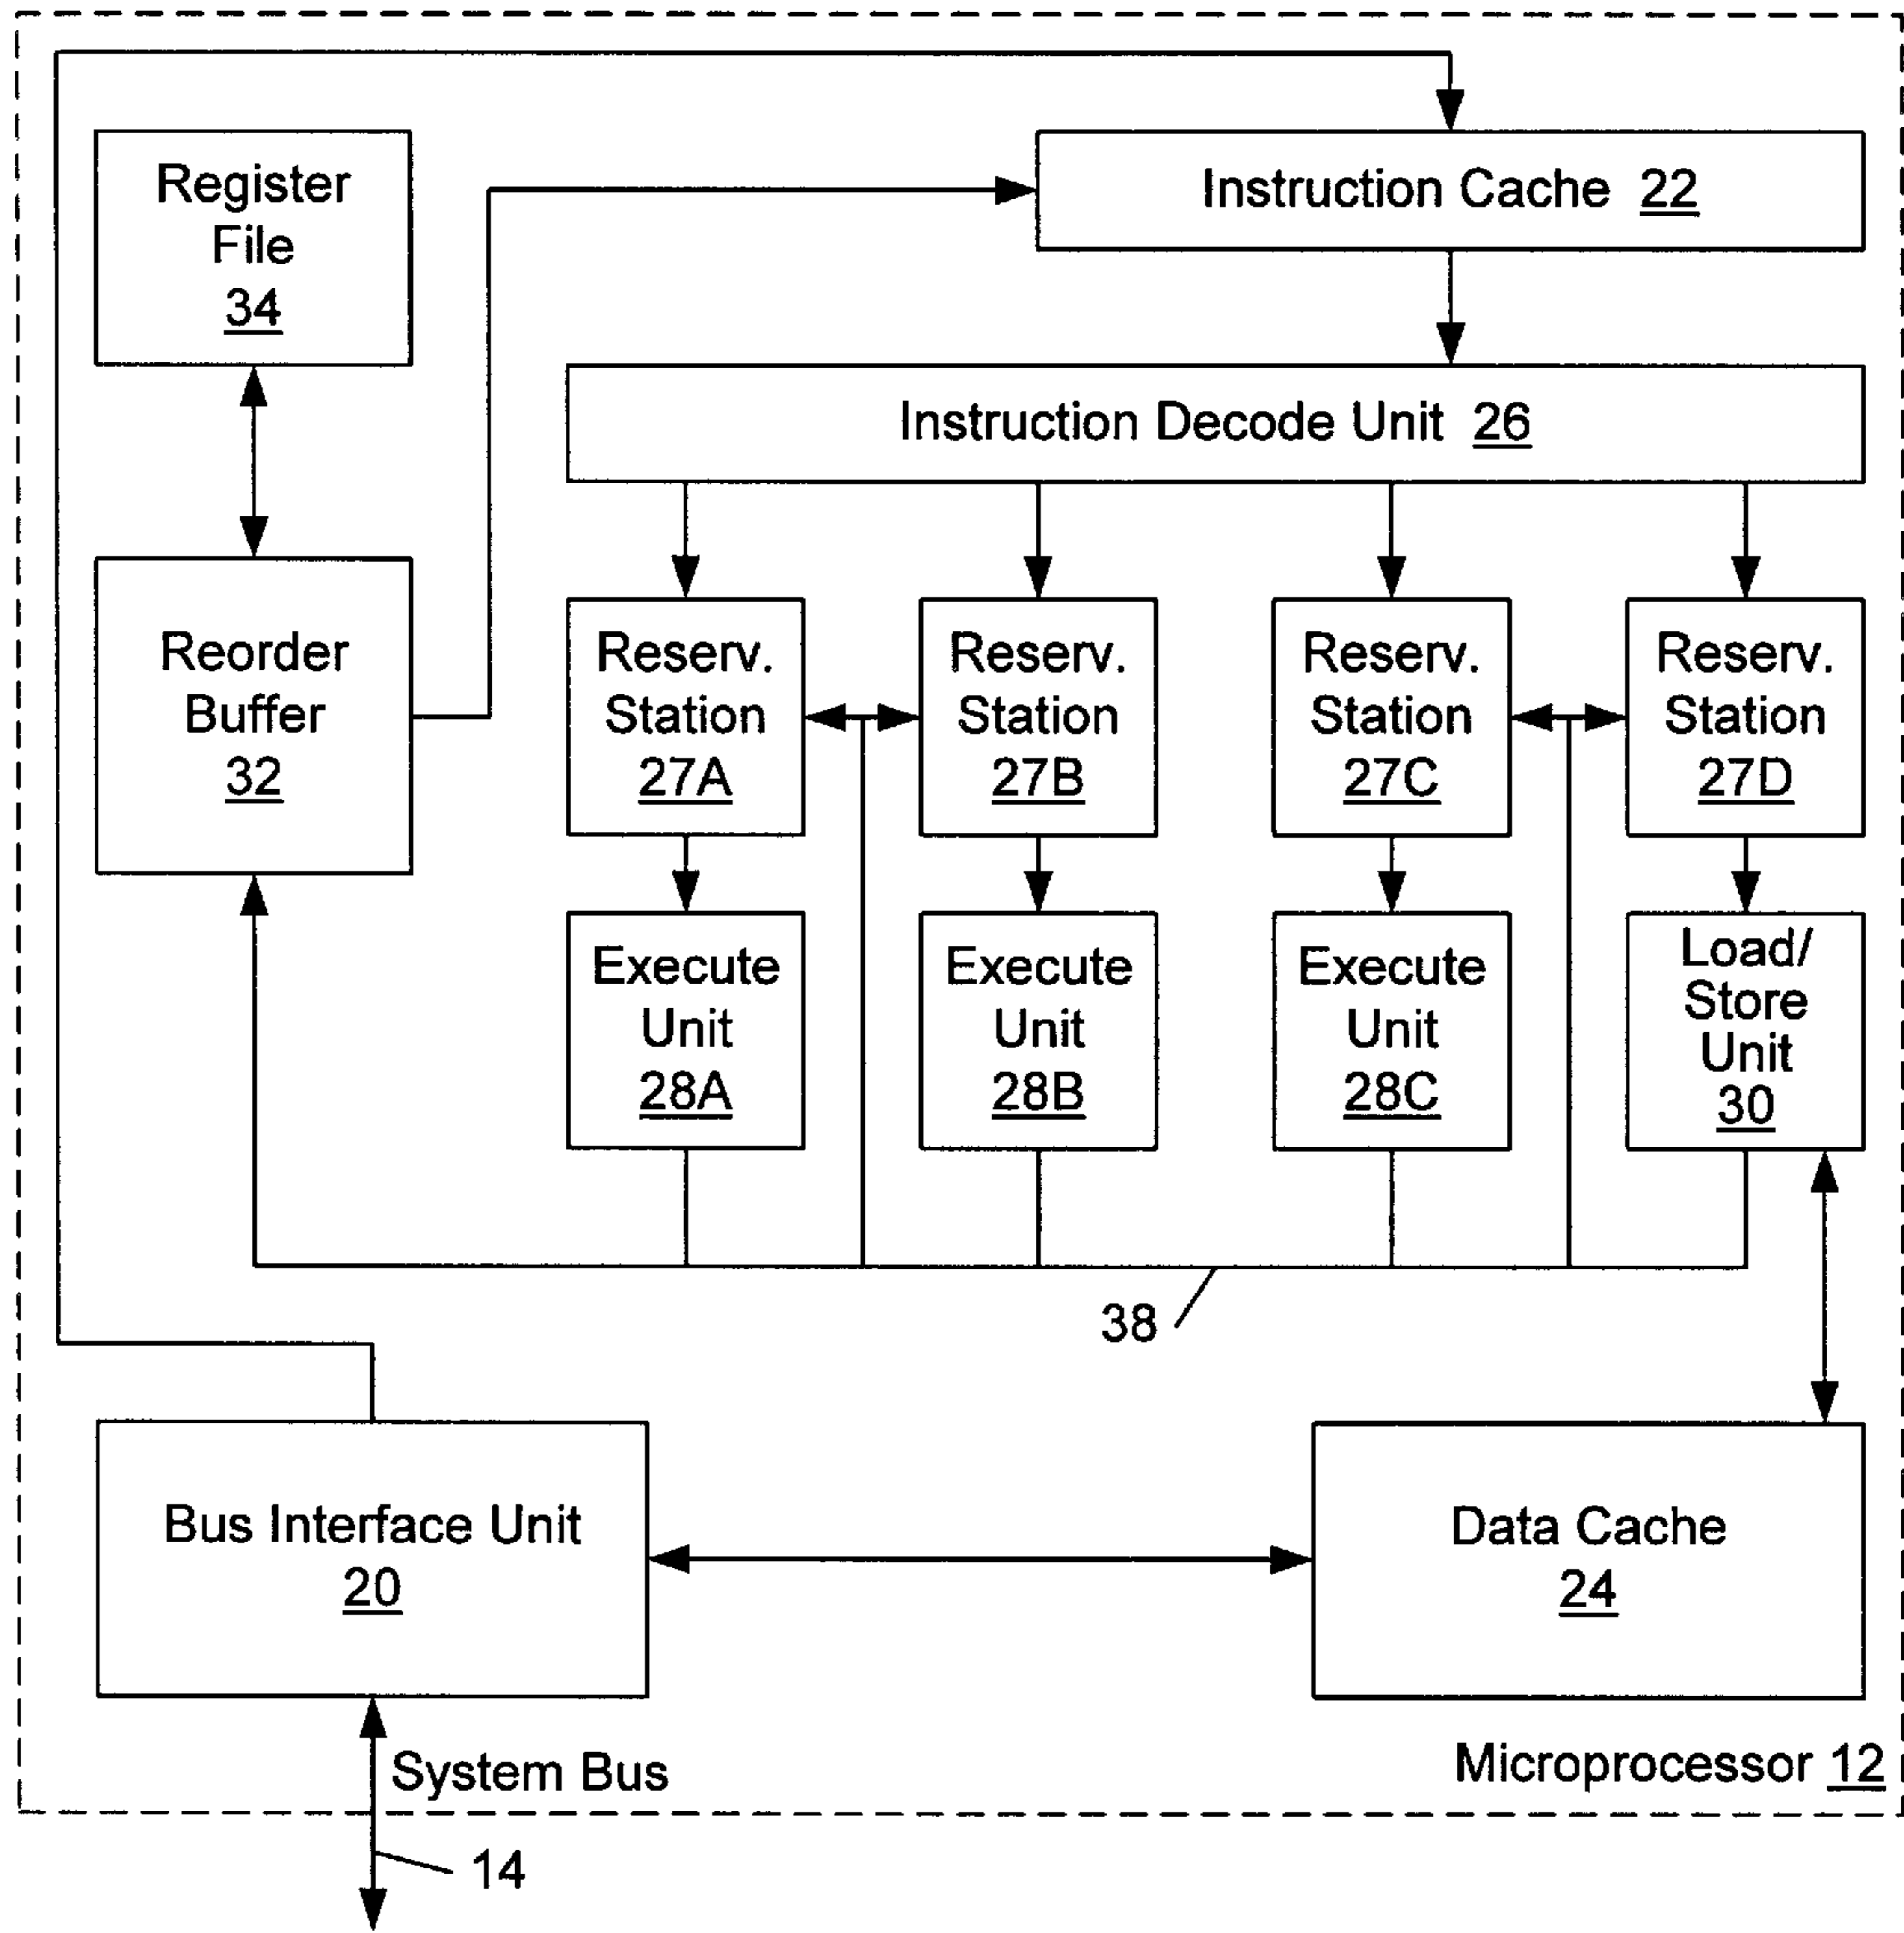 Register
File
34
Instruction Cache 22
Instruction Decode Unit 26
Reorder
Buffer
32
Reserv.
Station
27A
Reserv.
Station
27B
Reserv.
Station
27C
Reserv.
Station
27D
Execute
Unit
28A
Execute
Unit
28B
Execute
Unit
28C
Load/
Store
Unit
30
38
Bus Interface Unit
20
Data Cache
24
System Bus
Microprocessor 12
14